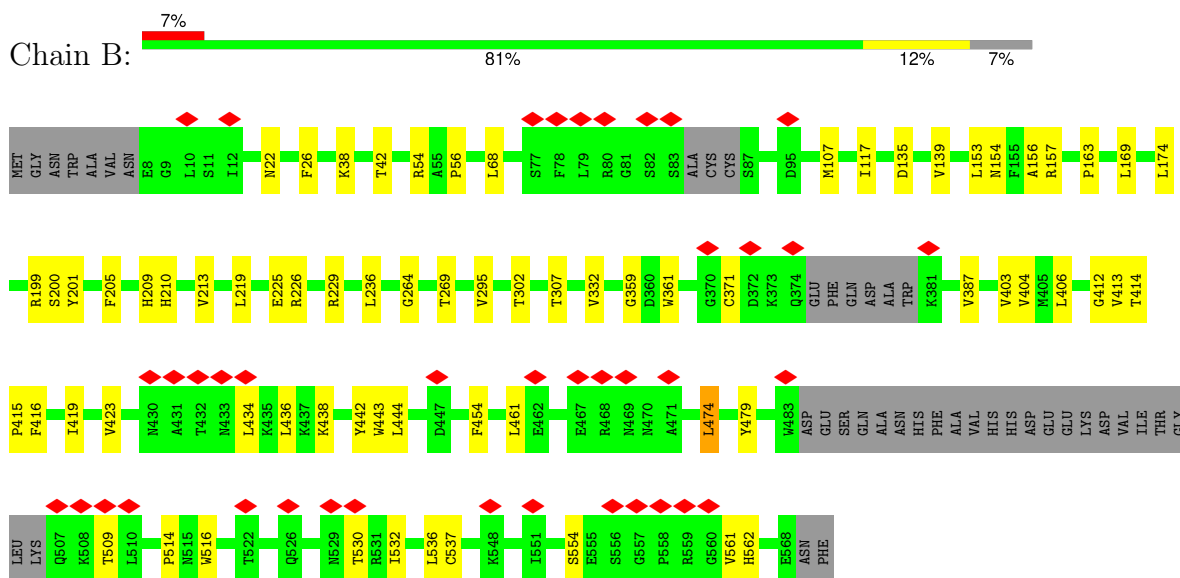 7%
Chain B:
81% 12% 7%
MET GLY ASN TRP ALA VAL ASN E8 G9 L10 S11 I12 N22 F26 K38 T42 R54 A55 P56 L68 S77 F78 L79 R80 G81 S82 S83 ALA CYS CYS S87 D95 M107 I117 D135 V139 L153 N154 F155 A156 R157 P163 L169 L174
R199 S200 Y201 F205 H209 H210 V213 L219 E225 R226 R229 L236 G264 T269 V295 T302 T307 V332 G359 D360 W361 G370 C371 D372 K373 Q374 GLU PHE GLN ASP ALA TRP K381 V387 V403 V404 M405 L406 G412 V413 T414
P415 F416 I419 V423 N430 A431 T432 N433 L434 K435 L436 K437 K438 Y442 W443 L444 D447 F454 L461 E462 E467 R468 N469 N470 A471 L474 Y479 W483 ASP GLU SER GLN ALA ASN HIS PHE ALA VAL HIS HIS ASP GLU GLU LYS ASP VAL ILE THR GLY
LEU LYS Q507 K508 T509 L510 P514 N515 W516 T522 Q526 N529 T530 R531 I532 L536 C537 K548 I551 S554 E555 S556 G557 P558 R559 G560 V561 H562 E568 ASN PHE